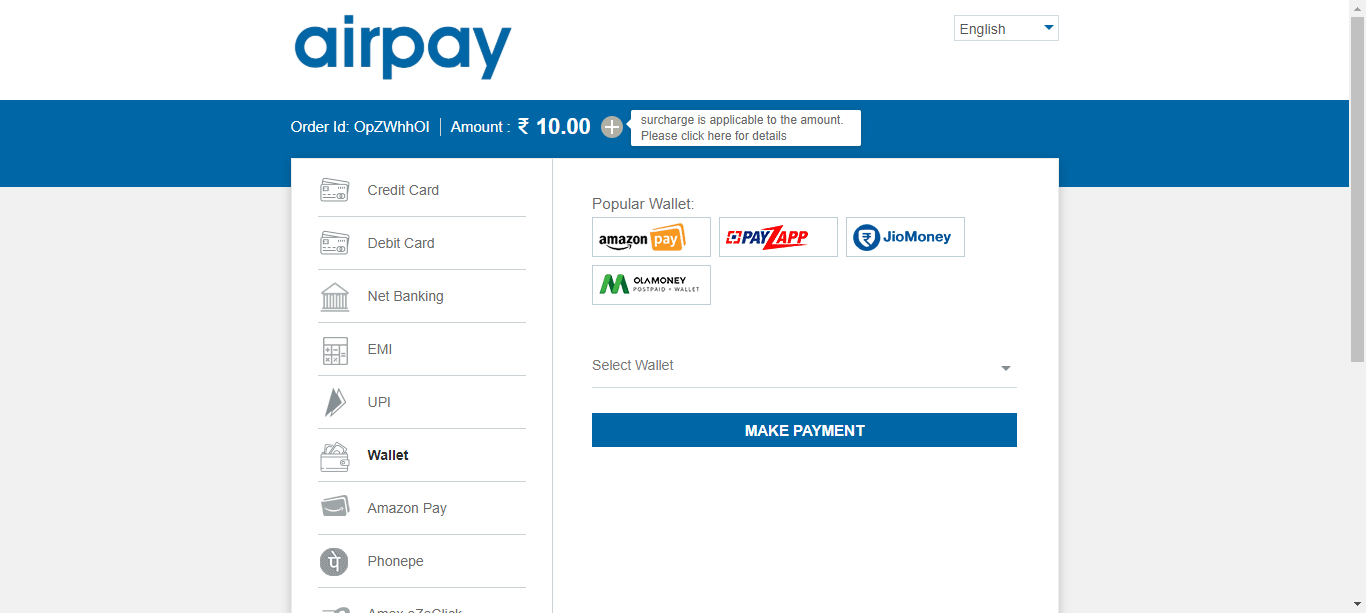 airpay
English
Order Id: OpZWhhOI | Amount : ₹ 10.00
surcharge is applicable to the amount.
Please click here for details
Credit Card
Debit Card
Net Banking
EMI
UPI
Wallet
Amazon Pay
Phonepe
Amex eZeClick
Popular Wallet:
amazon pay
PAYZAPP
JioMoney
OLAMONEY
POSTPAID + WALLET
Select Wallet
MAKE PAYMENT